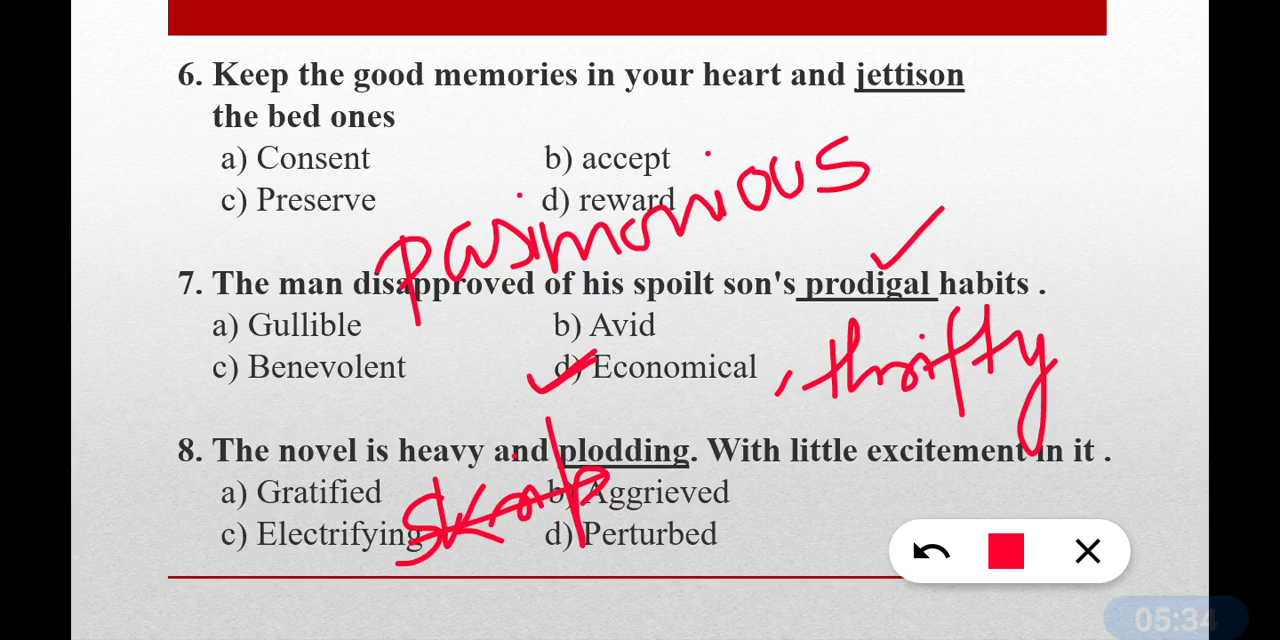 6. Keep the good memories in your heart and jettison
the bed ones
a) Consent b) accept
c) Preserve d) reward
pasimonious
7. The man disapproved of his spoilt son's prodigal habits .
a) Gullible b) Avid
c) Benevolent d) Economical , thrifty
8. The novel is heavy and plodding. With little excitement in it .
a) Gratified b) Aggrieved
skimp
c) Electrifying d) Perturbed
05:34